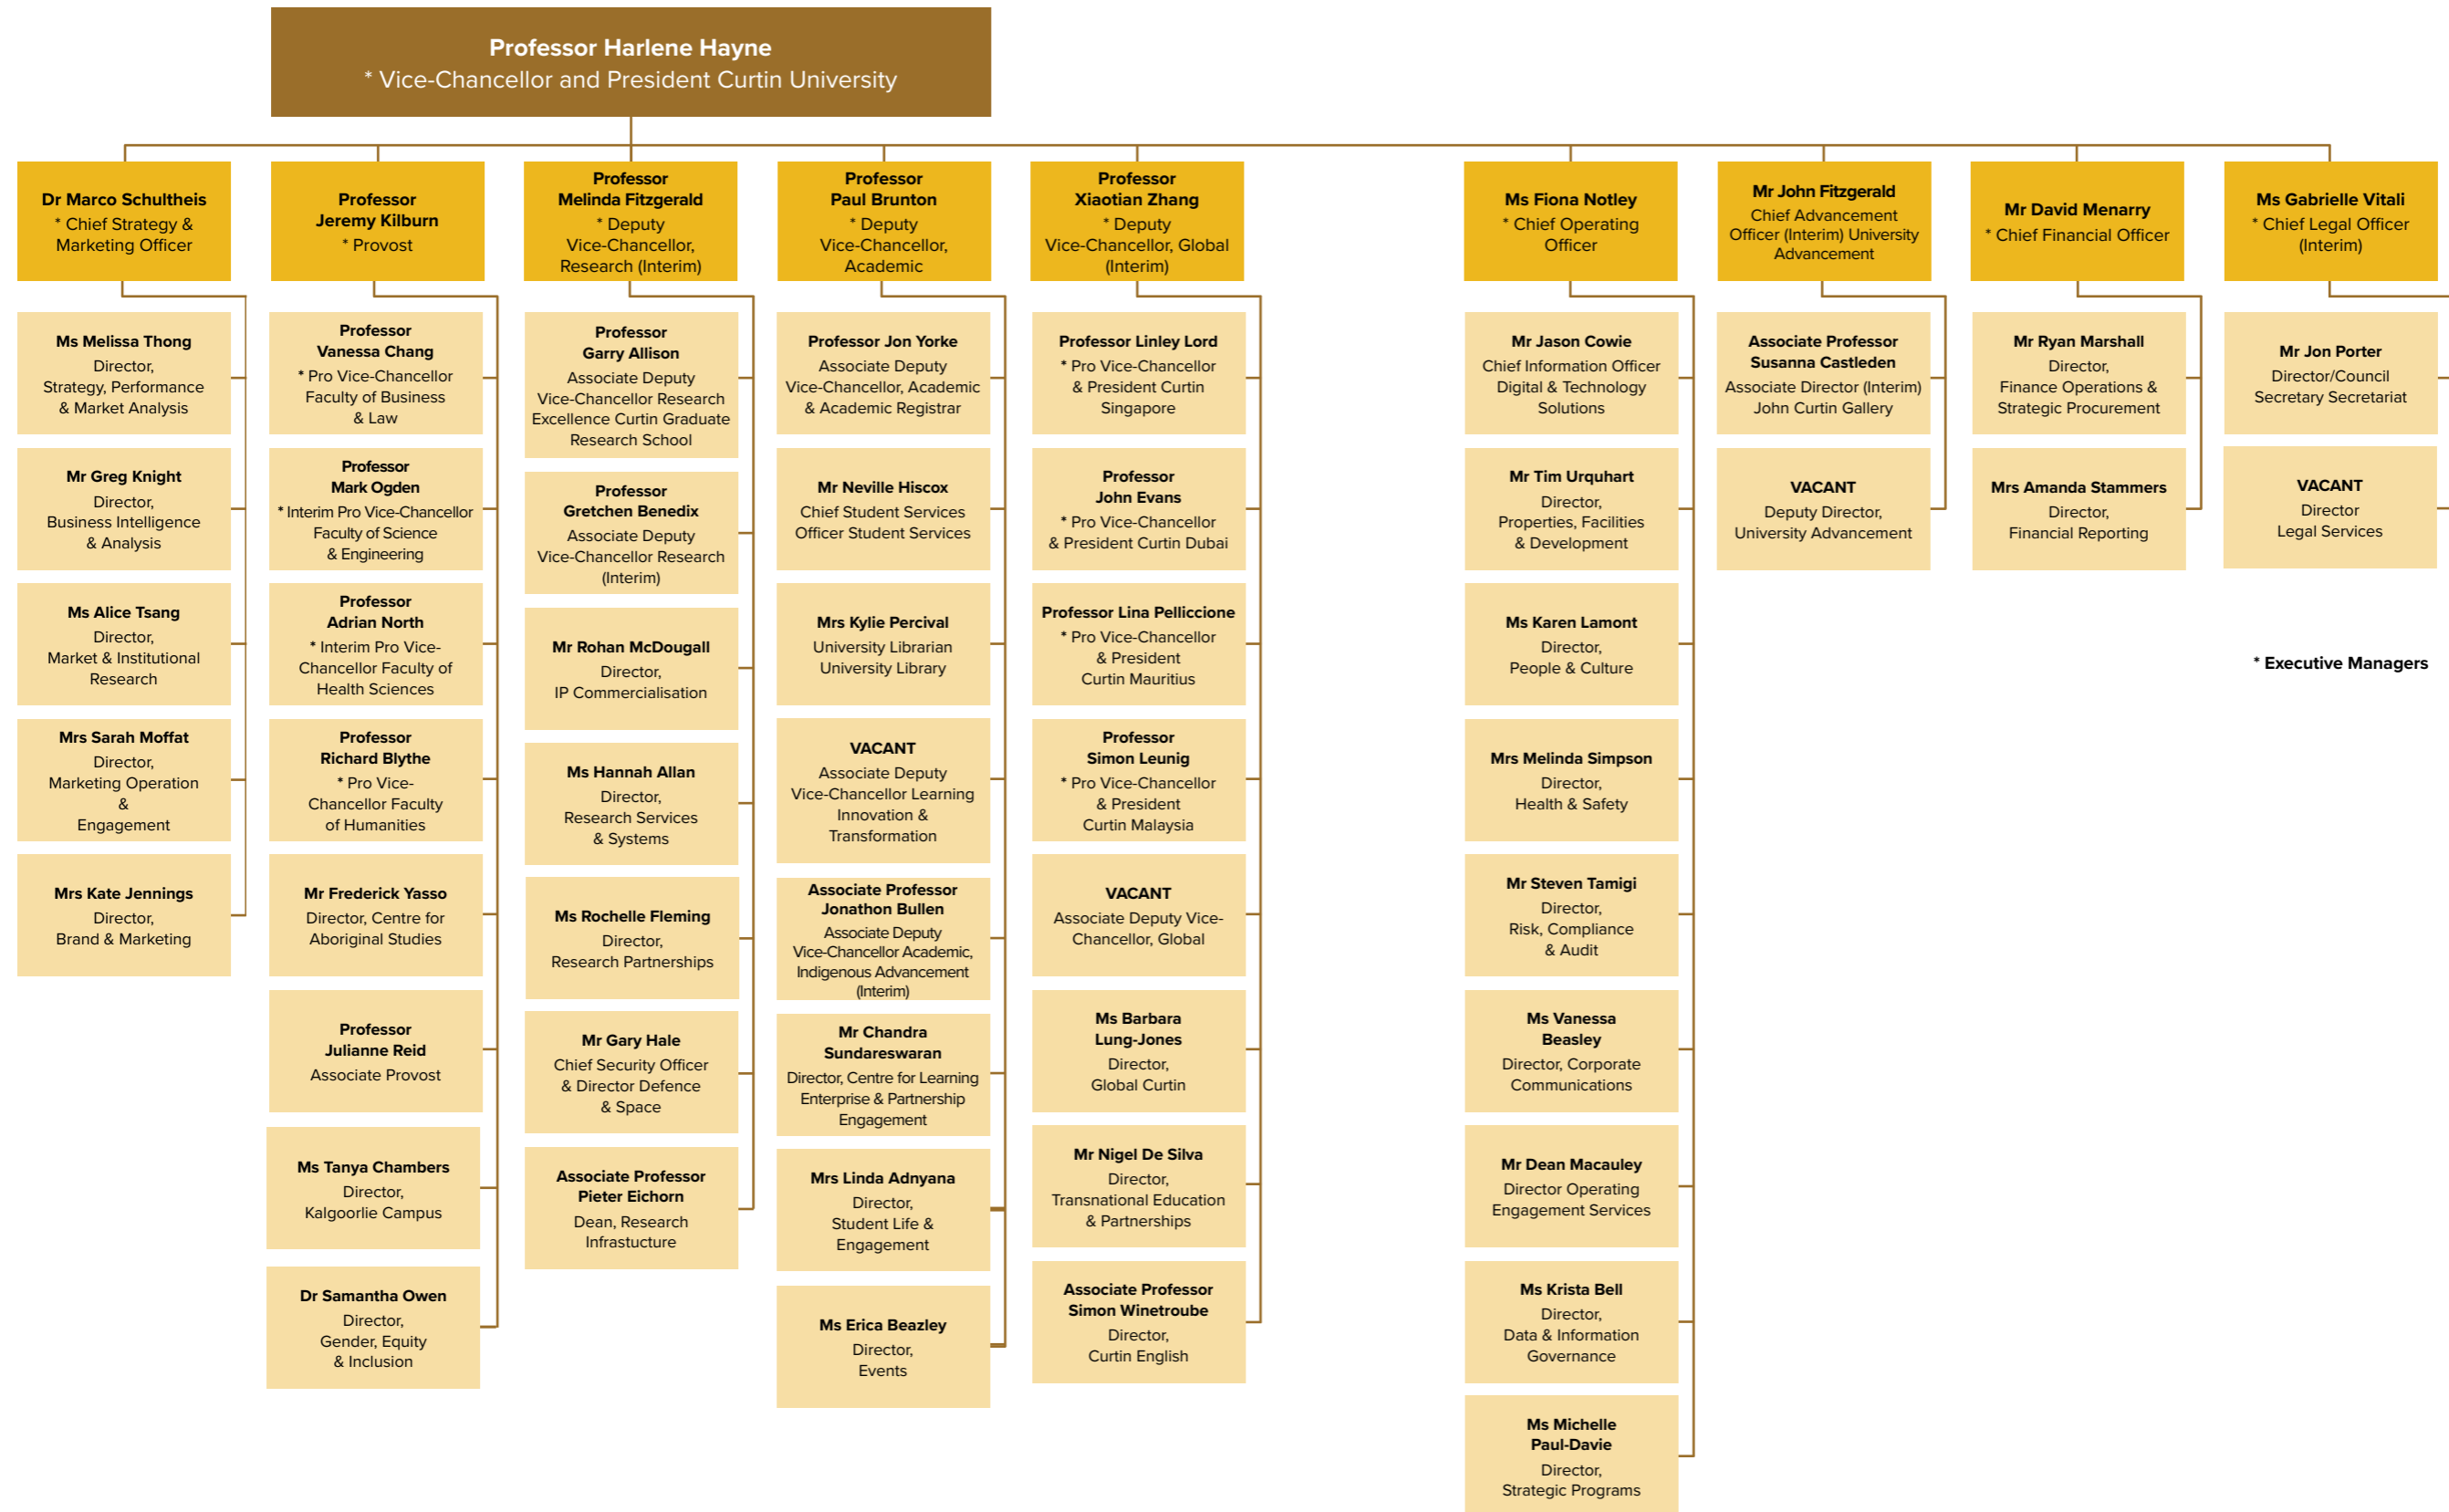 Professor Harlene Hayne
* Vice-Chancellor and President Curtin University
Dr Marco Schultheis
* Chief Strategy &
Marketing Officer
Ms Melissa Thong
Director,
Strategy, Performance
& Market Analysis
Mr Greg Knight
Director,
Business Intelligence
& Analysis
Ms Alice Tsang
Director,
Market & Institutional
Research
Mrs Sarah Moffat
Director,
Marketing Operation
&
Engagement
Mrs Kate Jennings
Director,
Brand & Marketing
Professor
Jeremy Kilburn
* Provost
Professor
Vanessa Chang
* Pro Vice-Chancellor
Faculty of Business
& Law
Professor
Mark Ogden
* Interim Pro Vice-Chancellor
Faculty of Science
& Engineering
Professor
Adrian North
* Interim Pro Vice-
Chancellor Faculty of
Health Sciences
Professor
Richard Blythe
* Pro Vice-
Chancellor Faculty
of Humanities
Mr Frederick Yasso
Director, Centre for
Aboriginal Studies
Professor
Julianne Reid
Associate Provost
Ms Tanya Chambers
Director,
Kalgoorlie Campus
Dr Samantha Owen
Director,
Gender, Equity
& Inclusion
Professor
Melinda Fitzgerald
* Deputy
Vice-Chancellor,
Research (Interim)
Professor
Garry Allison
Associate Deputy
Vice-Chancellor Research
Excellence Curtin Graduate
Research School
Professor
Gretchen Benedix
Associate Deputy
Vice-Chancellor Research
(Interim)
Mr Rohan McDougall
Director,
IP Commercialisation
Ms Hannah Allan
Director,
Research Services
& Systems
Ms Rochelle Fleming
Director,
Research Partnerships
Mr Gary Hale
Chief Security Officer
& Director Defence
& Space
Associate Professor
Pieter Eichorn
Dean, Research
Infrastucture
Professor
Paul Brunton
* Deputy
Vice-Chancellor,
Academic
Professor Jon Yorke
Associate Deputy
Vice-Chancellor, Academic
& Academic Registrar
Mr Neville Hiscox
Chief Student Services
Officer Student Services
Mrs Kylie Percival
University Librarian
University Library
VACANT
Associate Deputy
Vice-Chancellor Learning
Innovation &
Transformation
Associate Professor
Jonathon Bullen
Associate Deputy
Vice-Chancellor Academic,
Indigenous Advancement
(Interim)
Mr Chandra
Sundareswaran
Director, Centre for Learning
Enterprise & Partnership
Engagement
Mrs Linda Adnyana
Director,
Student Life &
Engagement
Ms Erica Beazley
Director,
Events
Professor
Xiaotian Zhang
* Deputy
Vice-Chancellor, Global
(Interim)
Professor Linley Lord
* Pro Vice-Chancellor
& President Curtin
Singapore
Professor
John Evans
* Pro Vice-Chancellor
& President Curtin Dubai
Professor Lina Pelliccione
* Pro Vice-Chancellor
& President
Curtin Mauritius
Professor
Simon Leunig
* Pro Vice-Chancellor
& President
Curtin Malaysia
VACANT
Associate Deputy Vice-
Chancellor, Global
Ms Barbara
Lung-Jones
Director,
Global Curtin
Mr Nigel De Silva
Director,
Transnational Education
& Partnerships
Associate Professor
Simon Winetroube
Director,
Curtin English
Ms Fiona Notley
* Chief Operating
Officer
Mr Jason Cowie
Chief Information Officer
Digital & Technology
Solutions
Mr Tim Urquhart
Director,
Properties, Facilities
& Development
Ms Karen Lamont
Director,
People & Culture
Mrs Melinda Simpson
Director,
Health & Safety
Mr Steven Tamigi
Director,
Risk, Compliance
& Audit
Ms Vanessa
Beasley
Director, Corporate
Communications
Mr Dean Macauley
Director Operating
Engagement Services
Ms Krista Bell
Director,
Data & Information
Governance
Ms Michelle
Paul-Davie
Director,
Strategic Programs
Mr John Fitzgerald
Chief Advancement
Officer (Interim) University
Advancement
Associate Professor
Susanna Castleden
Associate Director (Interim)
John Curtin Gallery
VACANT
Deputy Director,
University Advancement
Mr David Menarry
* Chief Financial Officer
Mr Ryan Marshall
Director,
Finance Operations &
Strategic Procurement
Mrs Amanda Stammers
Director,
Financial Reporting
Ms Gabrielle Vitali
* Chief Legal Officer
(Interim)
Mr Jon Porter
Director/Council
Secretary Secretariat
VACANT
Director
Legal Services
* Executive Managers